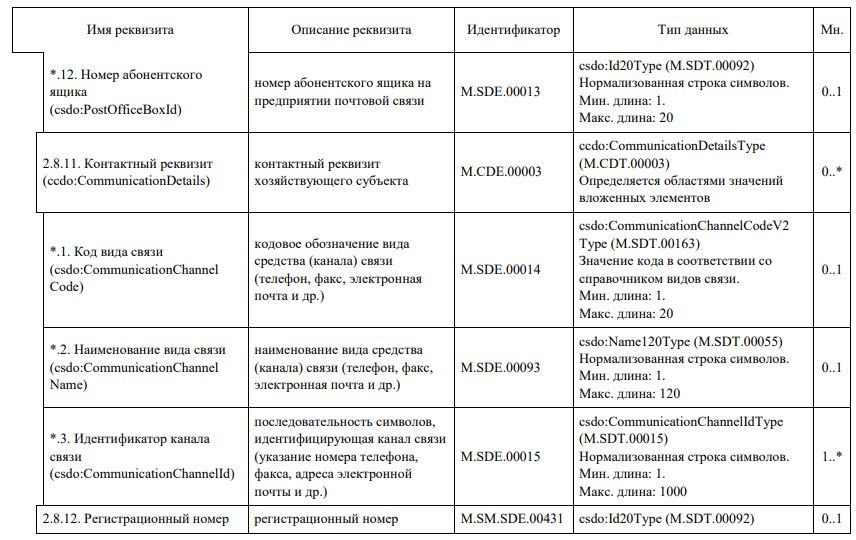 Имя реквизита
Описание реквизита
Идентификатор
Тип данных
Мн.
*.12. Номер абонентского
ящика
(csdo:PostOfficeBoxId)
номер абонентского ящика на
предприятии почтовой связи
M.SDE.00013
csdo:Id20Type (M.SDT.00092)
Нормализованная строка символов.
Мин. длина: 1.
Макс. длина: 20
0..1
2.8.11. Контактный реквизит
(ccdo:CommunicationDetails)
контактный реквизит
хозяйствующего субъекта
M.CDE.00003
ccdo:CommunicationDetailsType
(M.CDT.00003)
Определяется областями значений
вложенных элементов
0..*
*.1. Код вида связи
(csdo:CommunicationChannel
Code)
кодовое обозначение вида
средства (канала) связи
(телефон, факс, электронная
почта и др.)
M.SDE.00014
csdo:CommunicationChannelCodeV2
Type (M.SDT.00163)
Значение кода в соответствии со
справочником видов связи.
Мин. длина: 1.
Макс. длина: 20
0..1
*.2. Наименование вида связи
(csdo:CommunicationChannel
Name)
наименование вида средства
(канала) связи (телефон, факс,
электронная почта и др.)
M.SDE.00093
csdo:Name120Type (M.SDT.00055)
Нормализованная строка символов.
Мин. длина: 1.
Макс. длина: 120
0..1
*.3. Идентификатор канала
связи
(csdo:CommunicationChannelId)
последовательность символов,
идентифицирующая канал связи
(указание номера телефона,
факса, адреса электронной
почты и др.)
M.SDE.00015
csdo:CommunicationChannelIdType
(M.SDT.00015)
Нормализованная строка символов.
Мин. длина: 1.
Макс. длина: 1000
1..*
2.8.12. Регистрационный номер
регистрационный номер
M.SM.SDE.00431
csdo:Id20Type (M.SDT.00092)
0..1